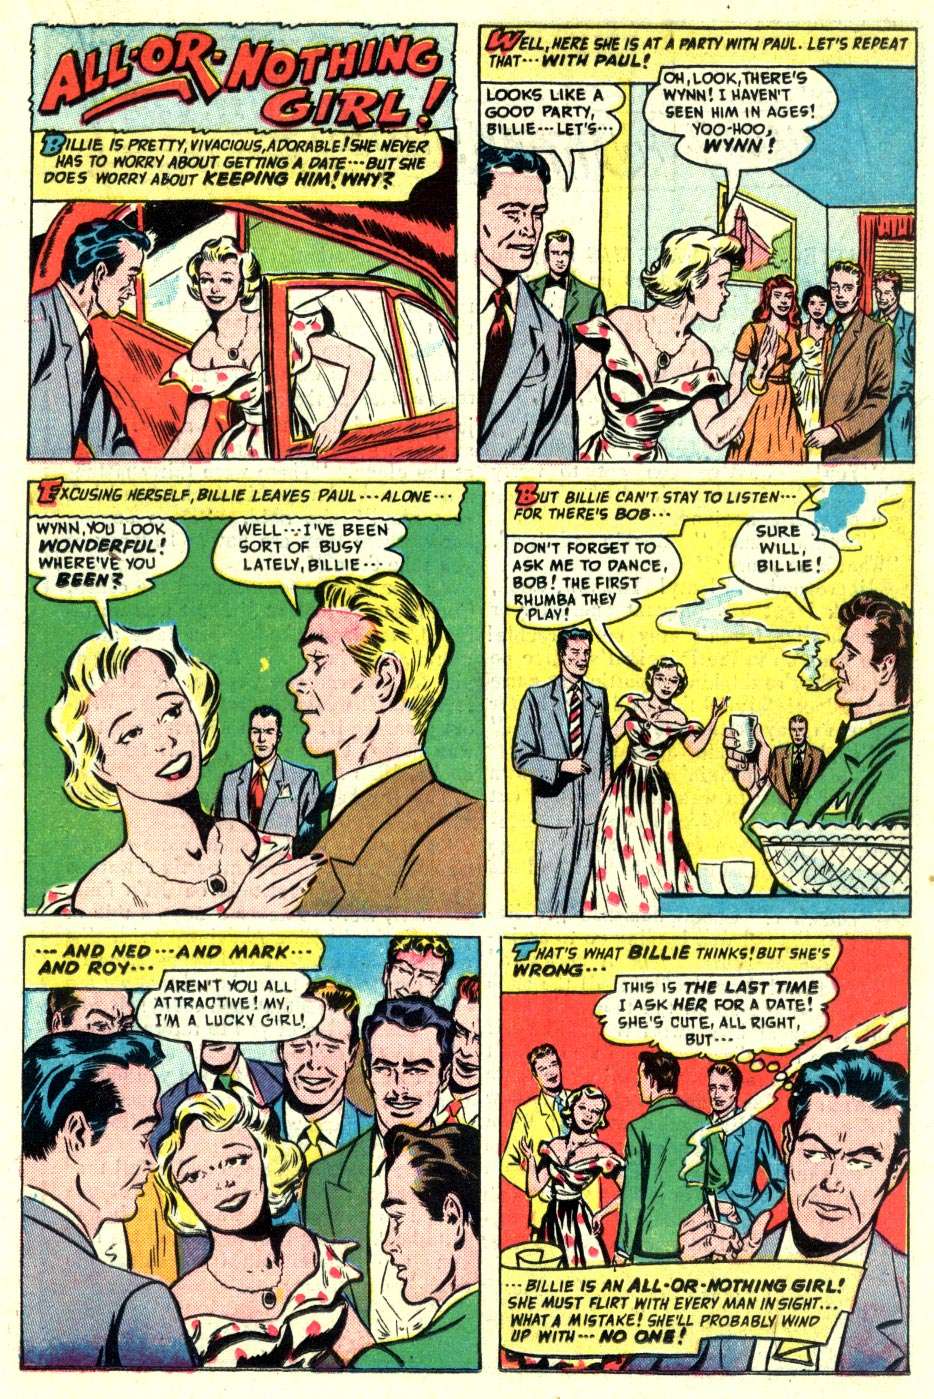 ALL-OR-NOTHING
GIRL!
BILLIE IS PRETTY, VIVACIOUS, ADORABLE! SHE NEVER
HAS TO WORRY ABOUT GETTING A DATE---BUT SHE
DOES WORRY ABOUT KEEPING HIM! WHY?
WELL, HERE SHE IS AT A PARTY WITH PAUL. LET'S REPEAT
THAT--- WITH PAUL!
LOOKS LIKE A
GOOD PARTY,
BILLIE---LET'S---
OH, LOOK, THERE'S
WYNN! I HAVEN'T
SEEN HIM IN AGES!
YOO-HOO,
WYNN!
EXCUSING HERSELF, BILLIE LEAVES PAUL---ALONE---
WYNN, YOU LOOK
WONDERFUL!
WHERE'VE YOU
BEEN?
WELL---I'VE BEEN
SORT OF BUSY
LATELY, BILLIE---
BUT BILLIE CAN'T STAY TO LISTEN---
FOR THERE'S BOB---
DON'T FORGET TO
ASK ME TO DANCE,
BOB! THE FIRST
RHUMBA THEY
PLAY!
SURE
WILL,
BILLIE!
--- AND NED---AND MARK---
AND ROY---
AREN'T YOU ALL
ATTRACTIVE! MY,
I'M A LUCKY GIRL!
THAT'S WHAT BILLIE THINKS! BUT SHE'S
WRONG---
THIS IS THE LAST TIME
I ASK HER FOR A DATE!
SHE'S CUTE, ALL RIGHT,
BUT---
---BILLIE IS AN ALL-OR-NOTHING GIRL!
SHE MUST FLIRT WITH EVERY MAN IN SIGHT---
WHAT A MISTAKE! SHE'LL PROBABLY WIND
UP WITH--- NO ONE!